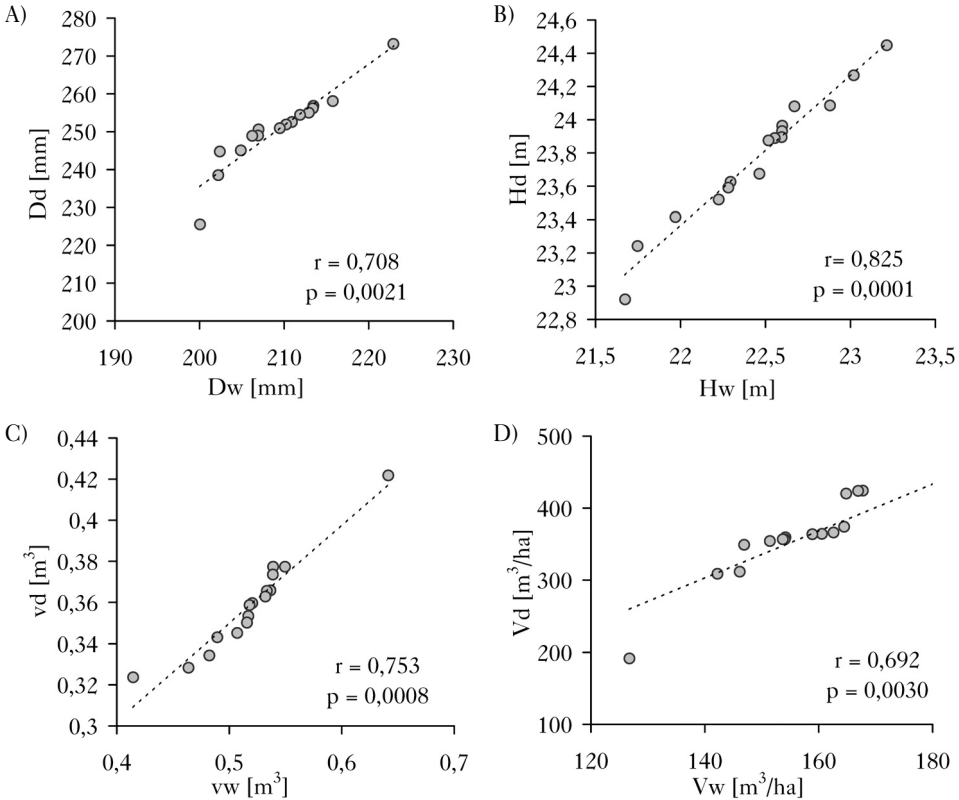 A)
280
270
260
250
240
230
220
210
200
Dd [mm]
r = 0,708
p = 0,0021
190 200 210 220 230
Dw [mm]
B)
24,6
24,4
24,2
24
23,8
23,6
23,4
23,2
23
22,8
Hd [m]
r= 0,825
p = 0,0001
21,5 22 22,5 23 23,5
Hw [m]
C)
0,44
0,42
0,4
0,38
0,36
0,34
0,32
0,3
vd [m³]
r = 0,753
p = 0,0008
0,4 0,5 0,6 0,7
vw [m³]
D)
500
400
300
200
100
Vd [m³/ha]
r = 0,692
p = 0,0030
120 140 160 180
Vw [m³/ha]